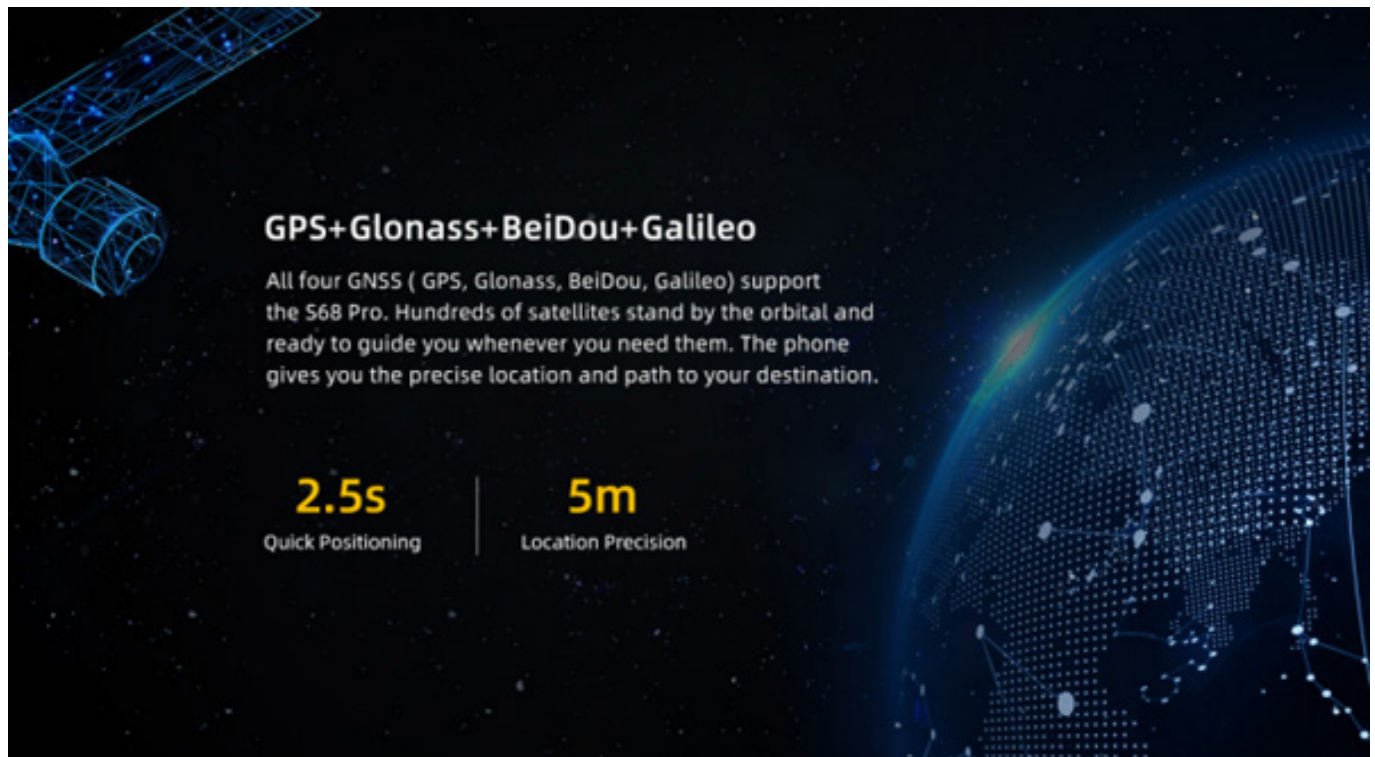 GPS+Glonass+BeiDou+Galileo
All four GNSS ( GPS, Glonass, BeiDou, Galileo) support
the S68 Pro. Hundreds of satellites stand by the orbital and
ready to guide you whenever you need them. The phone
gives you the precise location and path to your destination.
2.5s
Quick Positioning
5m
Location Precision